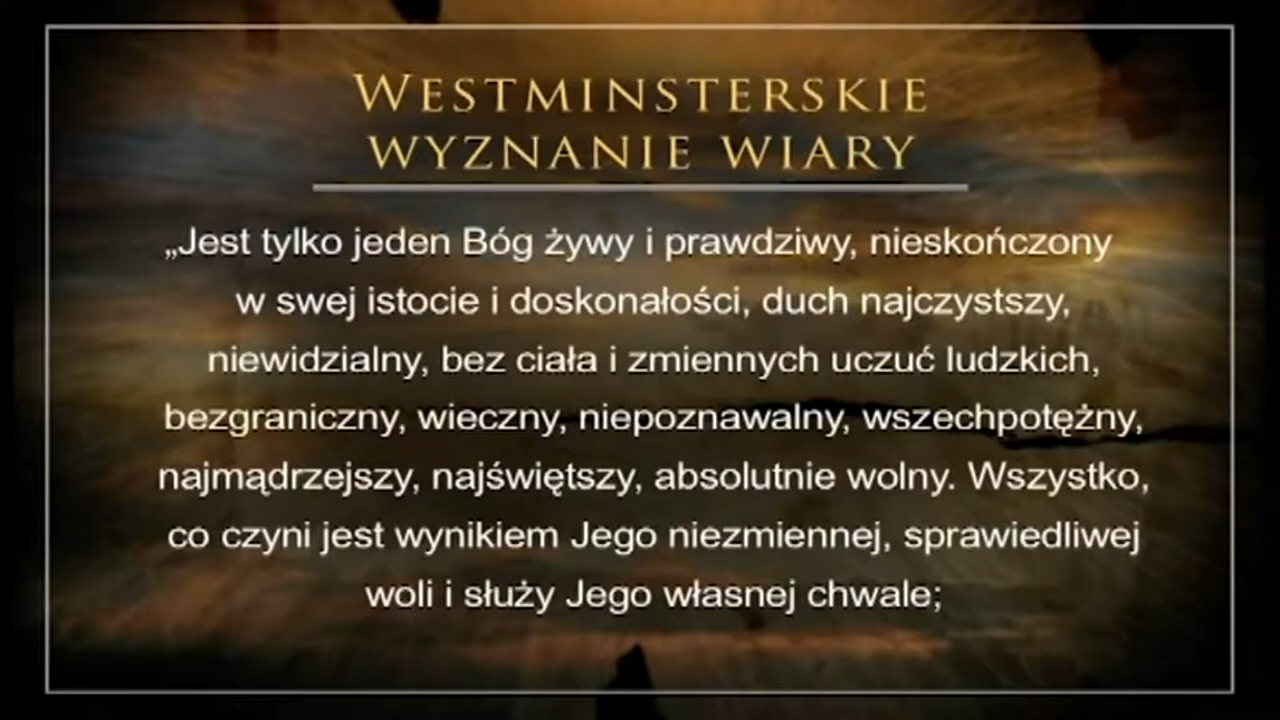 WESTMINSTERSKIE
WYZNANIE WIARY
„Jest tylko jeden Bóg żywy i prawdziwy, nieskończony
w swej istocie i doskonałości, duch najczystszy,
niewidzialny, bez ciała i zmiennych uczuć ludzkich,
bezgraniczny, wieczny, niepoznawalny, wszechpotężny,
najmądrzejszy, najświętszy, absolutnie wolny. Wszystko,
co czyni jest wynikiem Jego niezmiennej, sprawiedliwej
woli i służy Jego własnej chwale;